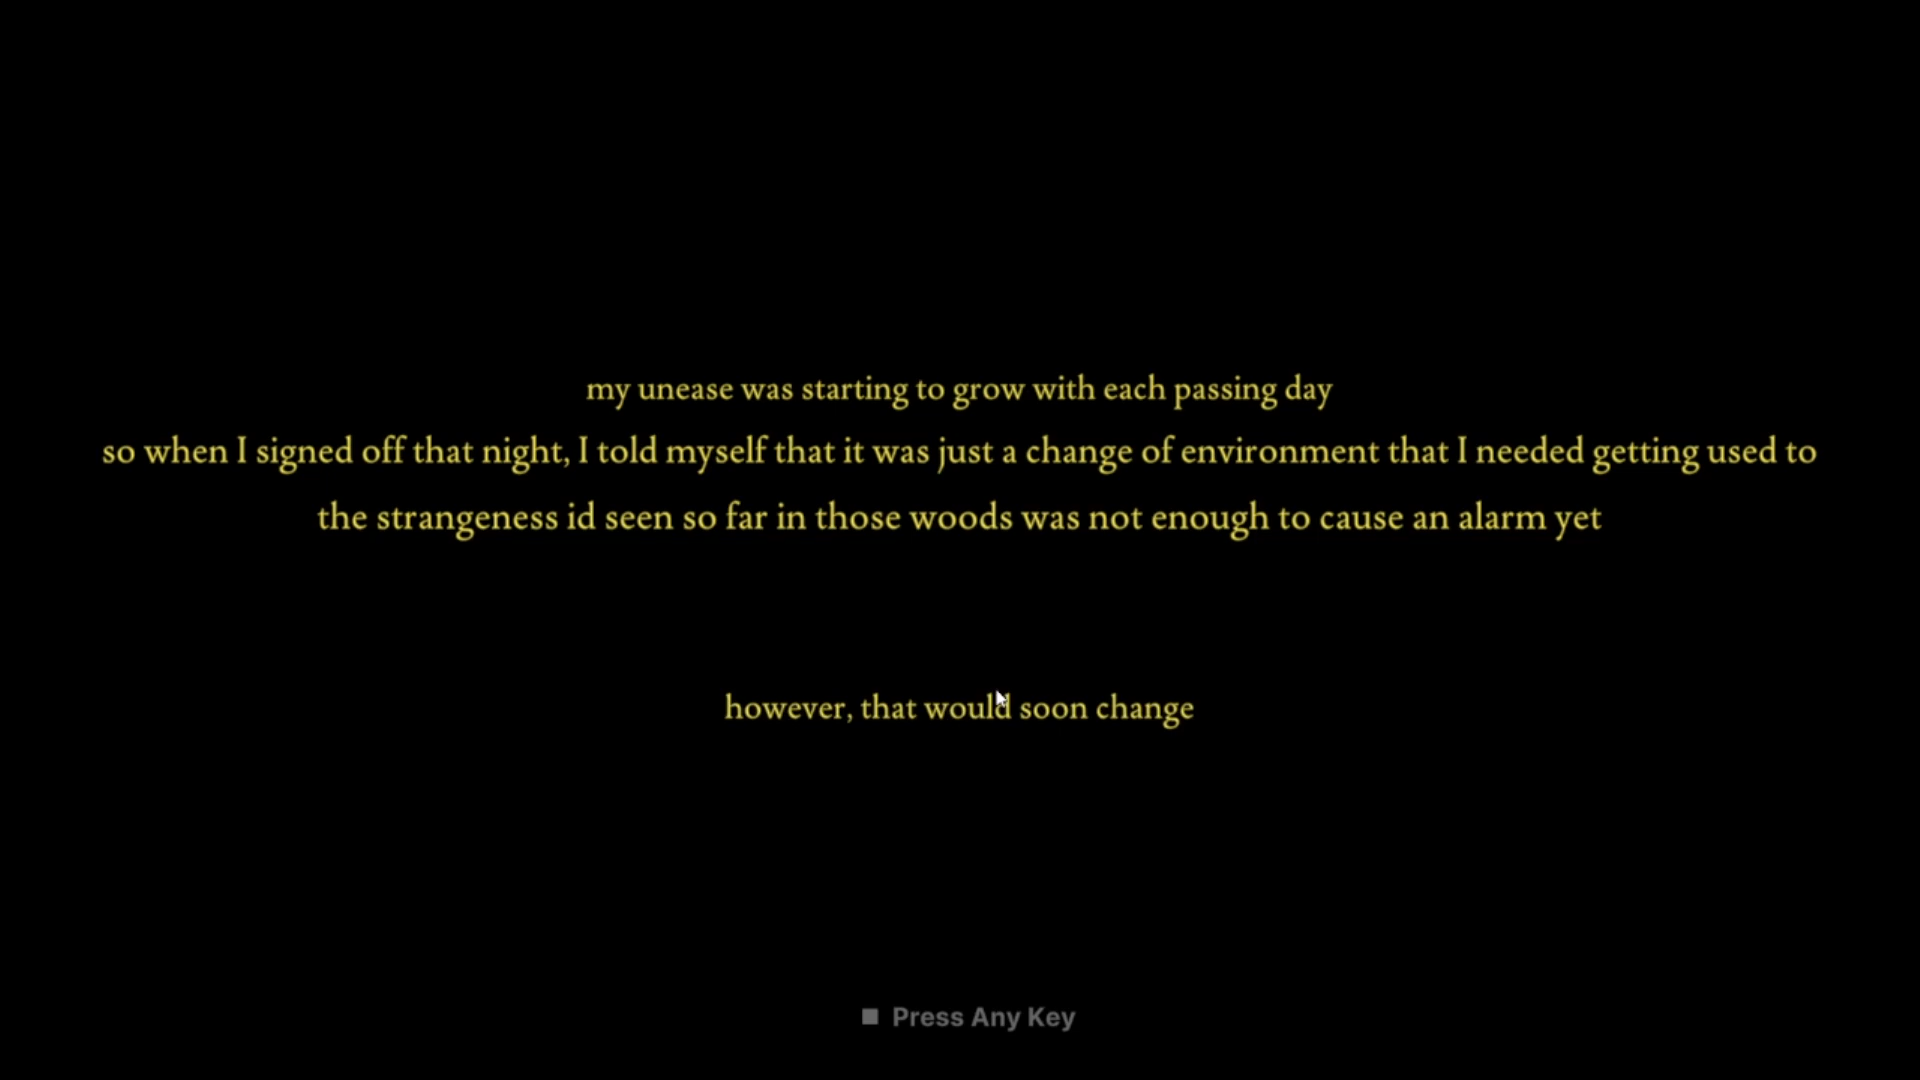 my unease was starting to grow with each passing day
so when I signed off that night, I told myself that it was just a change of environment that I needed getting used to
the strangeness id seen so far in those woods was not enough to cause an alarm yet
however, that would soon change
Press Any Key